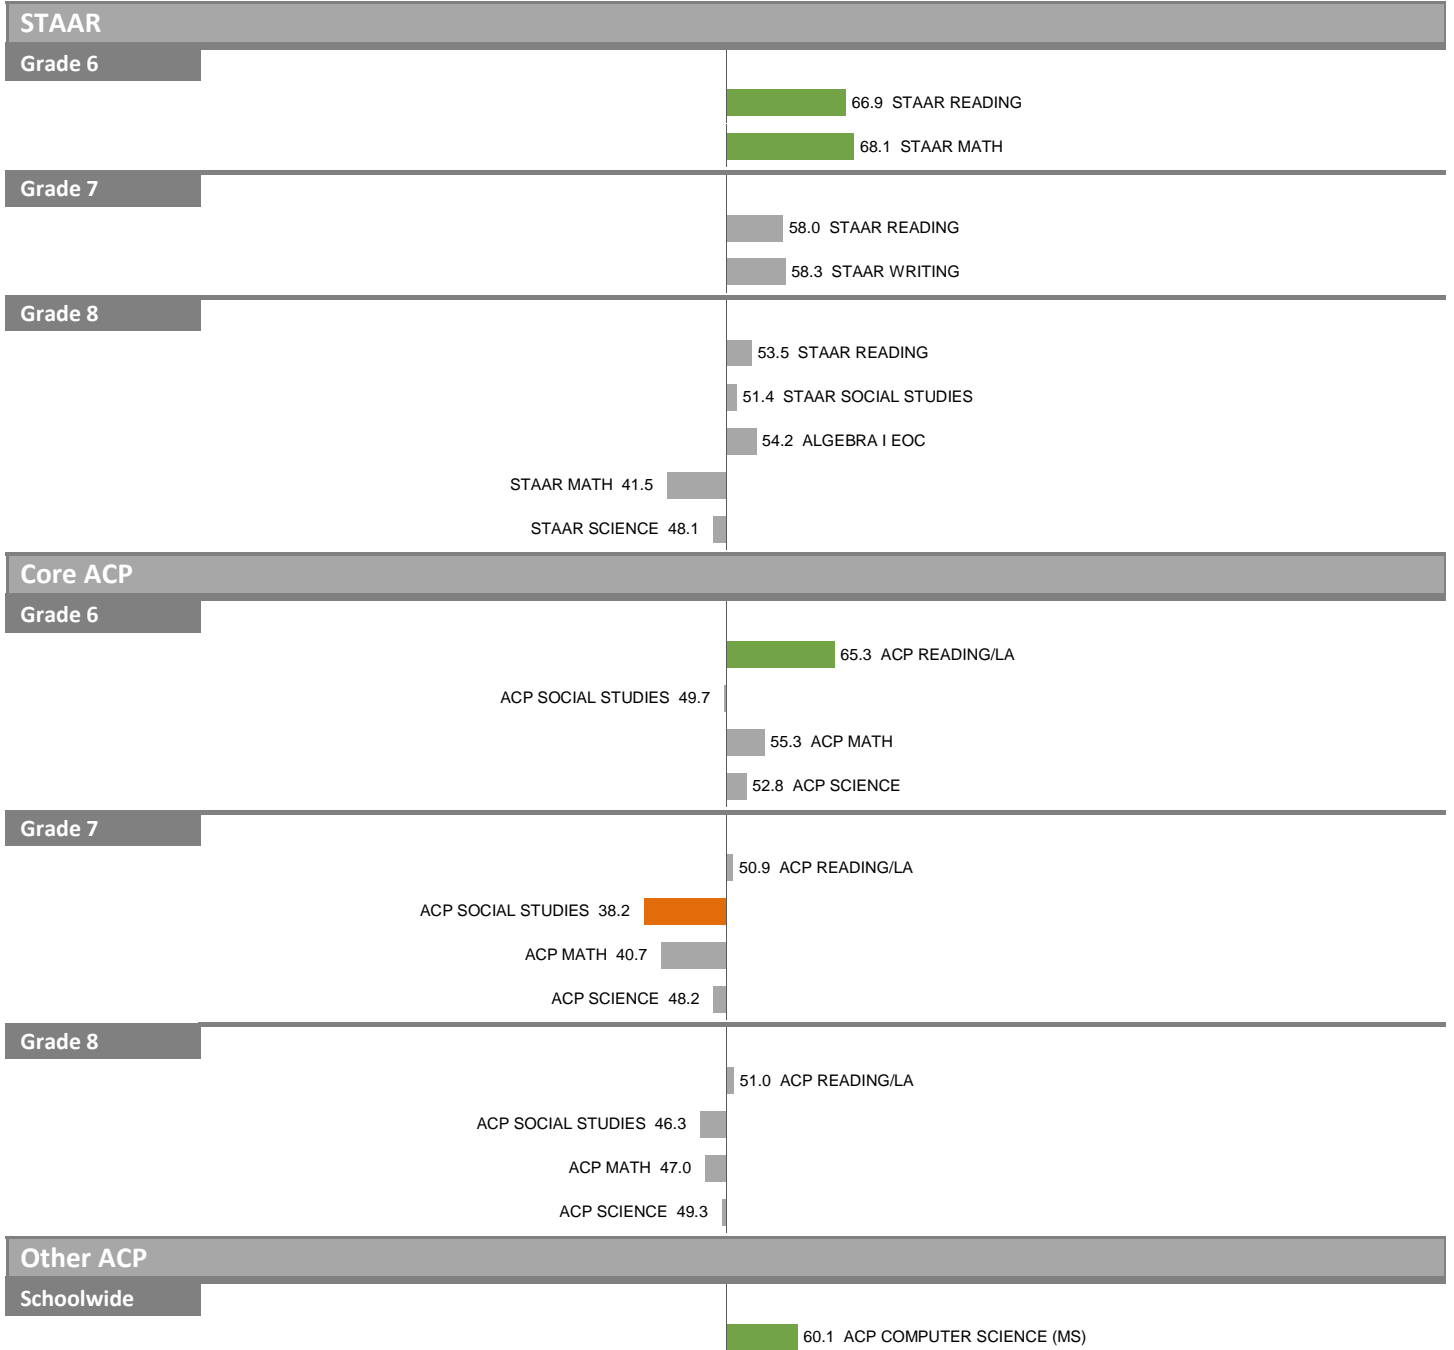 STAAR
Grade 6
66.9 STAAR READING
68.1 STAAR MATH
Grade 7
58.0 STAAR READING
58.3 STAAR WRITING
Grade 8
53.5 STAAR READING
51.4 STAAR SOCIAL STUDIES
54.2 ALGEBRA I EOC
STAAR MATH 41.5
STAAR SCIENCE 48.1
Core ACP
Grade 6
65.3 ACP READING/LA
ACP SOCIAL STUDIES 49.7
55.3 ACP MATH
52.8 ACP SCIENCE
Grade 7
50.9 ACP READING/LA
ACP SOCIAL STUDIES 38.2
ACP MATH 40.7
ACP SCIENCE 48.2
Grade 8
51.0 ACP READING/LA
ACP SOCIAL STUDIES 46.3
ACP MATH 47.0
ACP SCIENCE 49.3
Other ACP
Schoolwide
60.1 ACP COMPUTER SCIENCE (MS)